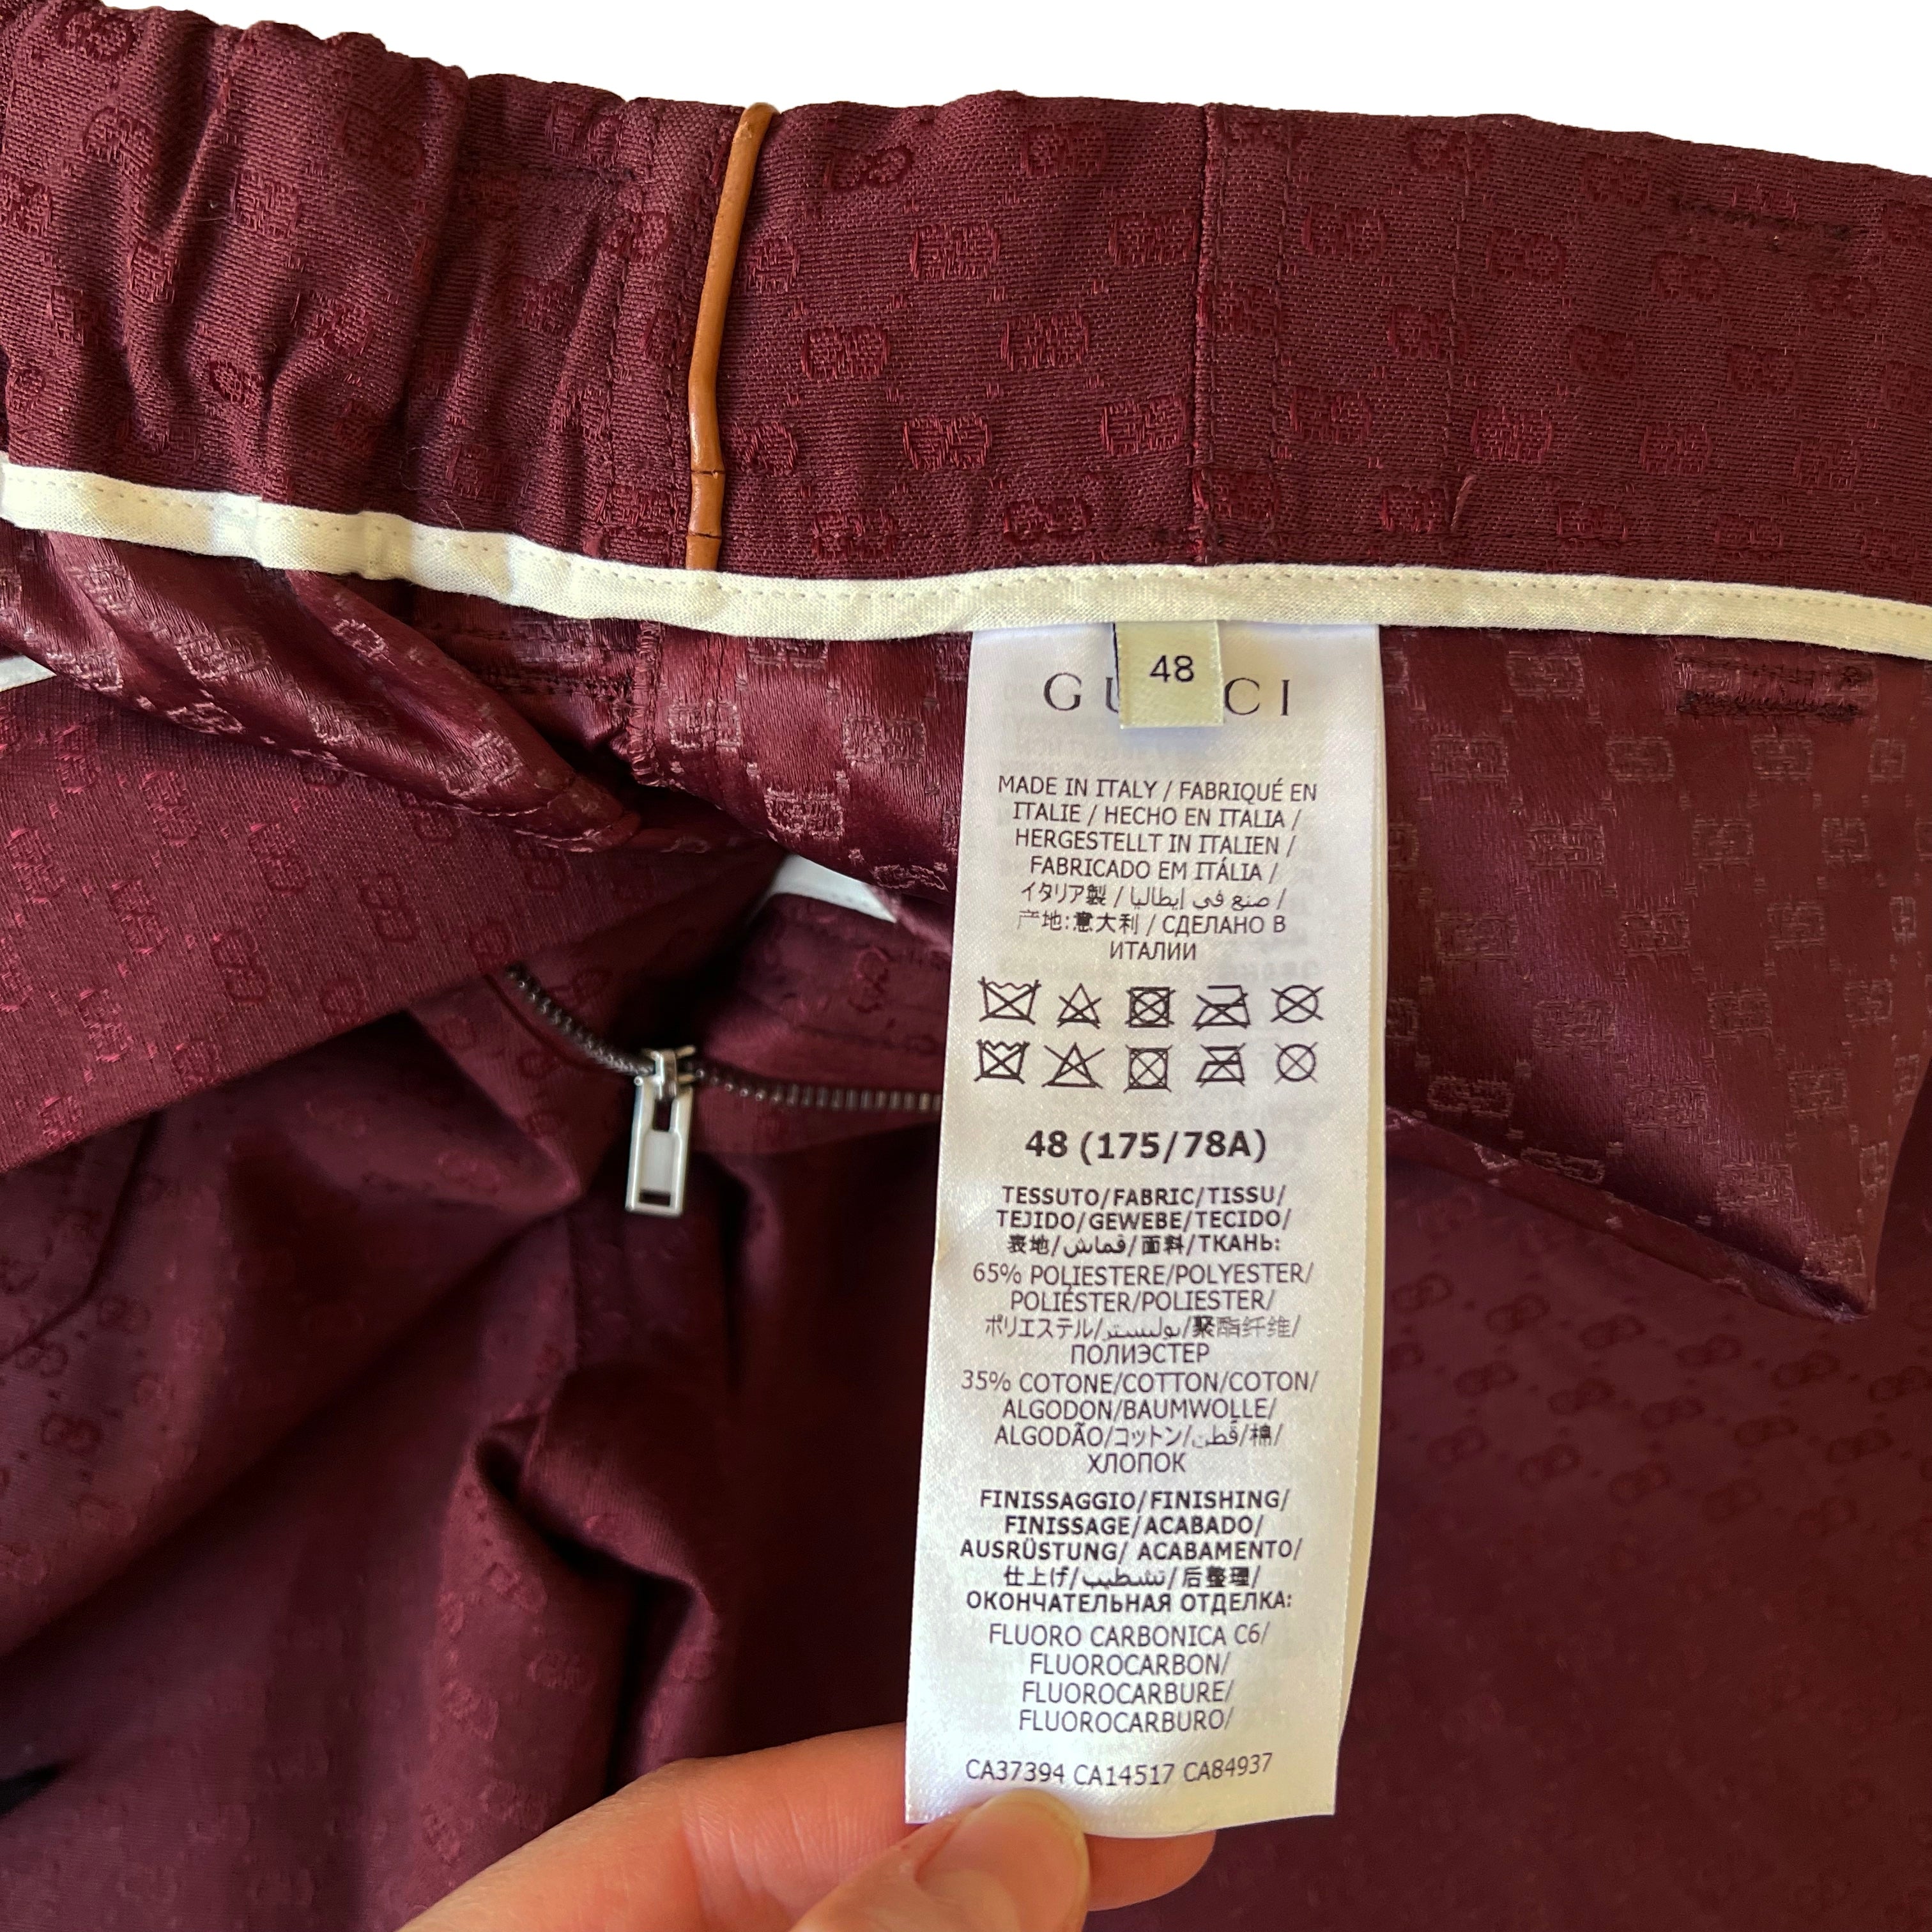 48
GUCCI
MADE IN ITALY / FABRIQUÉ EN
ITALIE / HECHO EN ITALIA /
HERGESTELLT IN ITALIEN /
FABRICADO EM ITÁLIA /
イタリア製 / صنع في إيطاليا /
产地:意大利 / СДЕЛАНО В
ИТАЛИИ
48 (175/78A)
TESSUTO/FABRIC/TISSU/
TEJIDO/GEWEBE/TECIDO/
表地/قماش/面料/ТКАНЬ:
65% POLIESTERE/POLYESTER/
POLIÉSTER/POLIESTER/
ポリエステル/بوليستر/聚酯纤维/
ПОЛИЭСТЕР
35% COTONE/COTTON/COTON/
ALGODON/BAUMWOLLE/
ALGODÃO/コットン/قطن/棉/
ХЛОПОК
FINISSAGGIO/FINISHING/
FINISSAGE/ACABADO/
AUSRÜSTUNG/ ACABAMENTO/
仕上げ/تشطيب/后整理/
ОКОНЧАТЕЛЬНАЯ ОТДЕЛКА:
FLUORO CARBONICA C6/
FLUOROCARBON/
FLUOROCARBURE/
FLUOROCARBURO/
CA37394 CA14517 CA84937